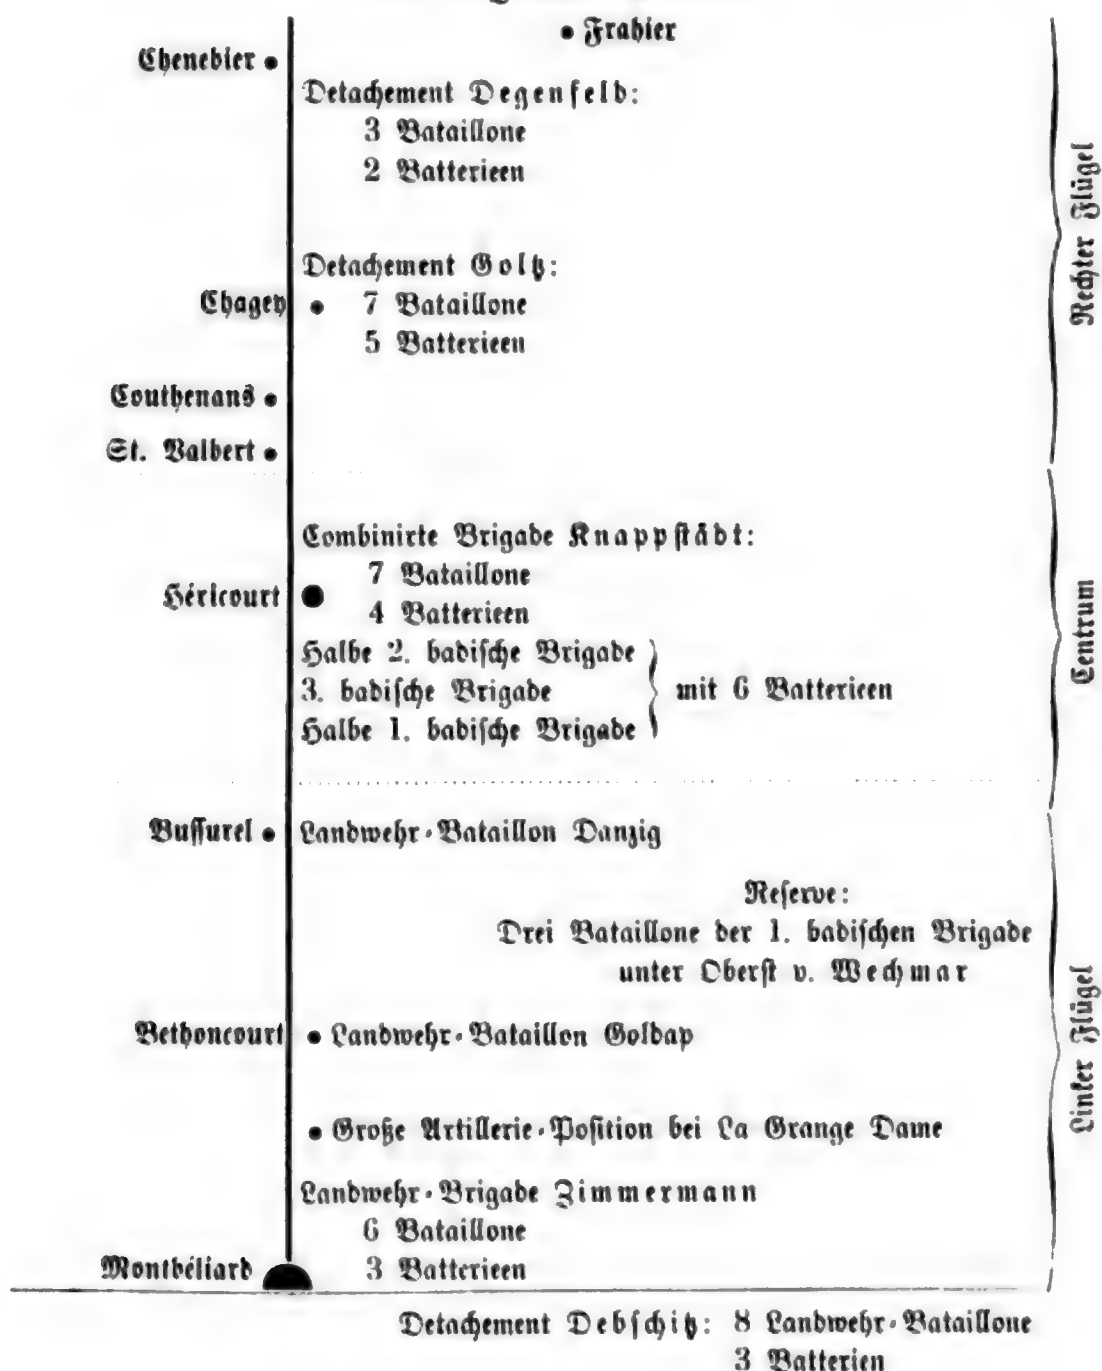 • Frahier
Chenebier •
Detachement Degenfeld:
3 Bataillone
2 Batterieen
Detachement Goltz:
Chagey • 7 Bataillone
5 Batterieen
Couthenans •
St. Valbert •
Rechter Flügel
Combinirte Brigade Knappstädt:
7 Bataillone
Héricourt •
4 Batterieen
Halbe 2. badische Brigade
3. badische Brigade mit 6 Batterieen
Halbe 1. badische Brigade
Centrum
Bussurel • Landwehr-Bataillon Danzig
Reserve:
Drei Bataillone der 1. badischen Brigade
unter Oberst v. Wechmar
Bethoncourt • Landwehr-Bataillon Goldap
• Große Artillerie-Position bei La Grange Dame
Landwehr-Brigade Zimmermann
6 Bataillone
Montbéliard 3 Batterieen
Linker Flügel
Detachement Debschitz: 8 Landwehr-Bataillone
3 Batterien